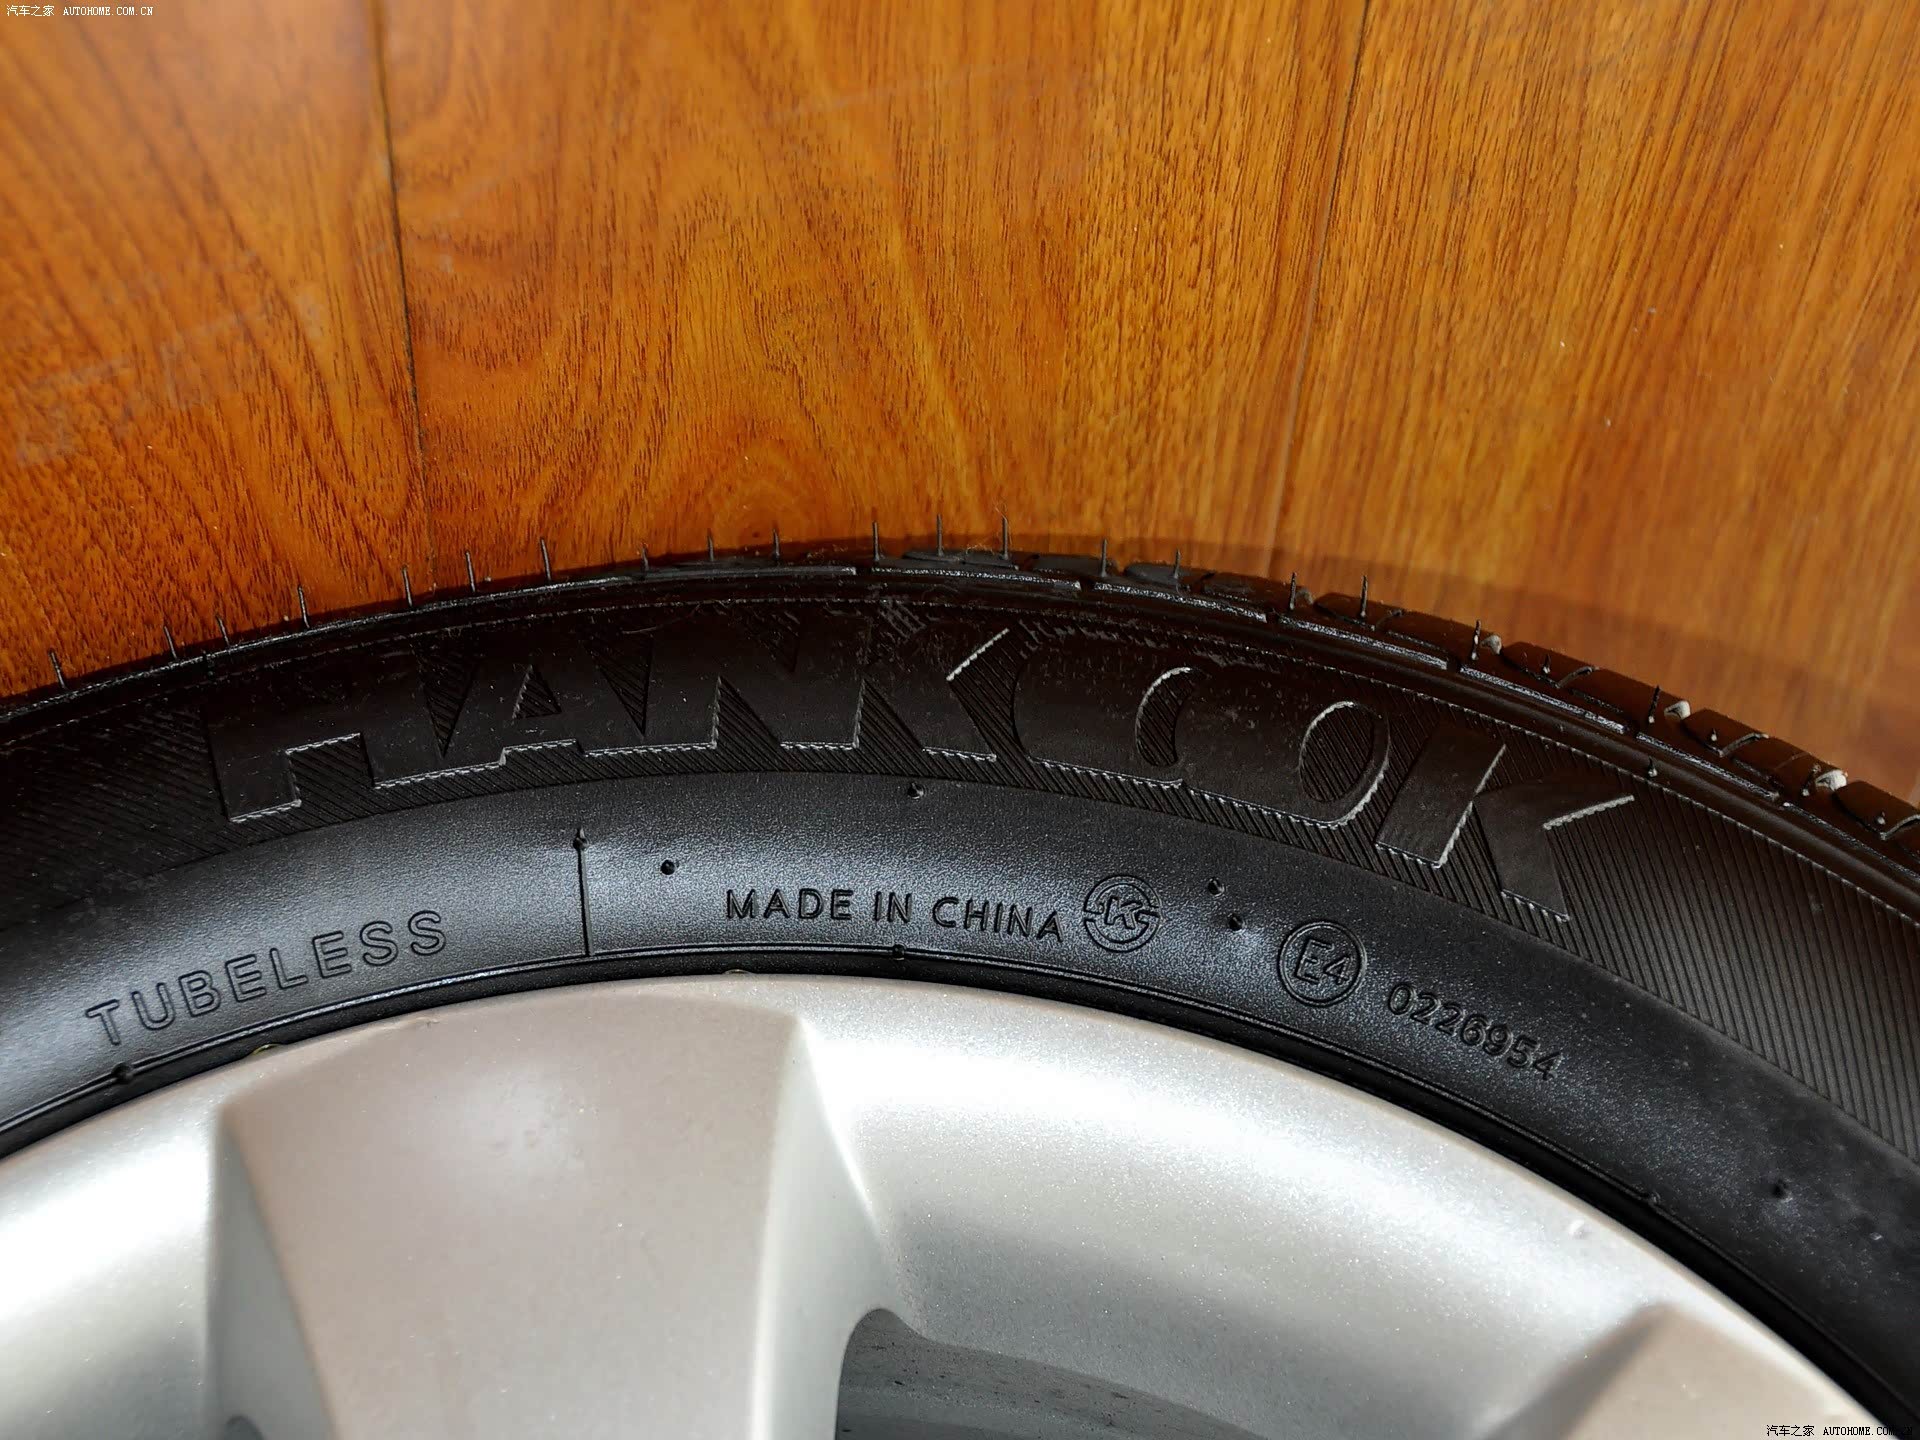 汽车之家 AUTOHOME.COM.CN
HANKOOK
TUBELESS
MADE IN CHINA K
E4 0226954
汽车之家 AUTOHOME.COM.CN